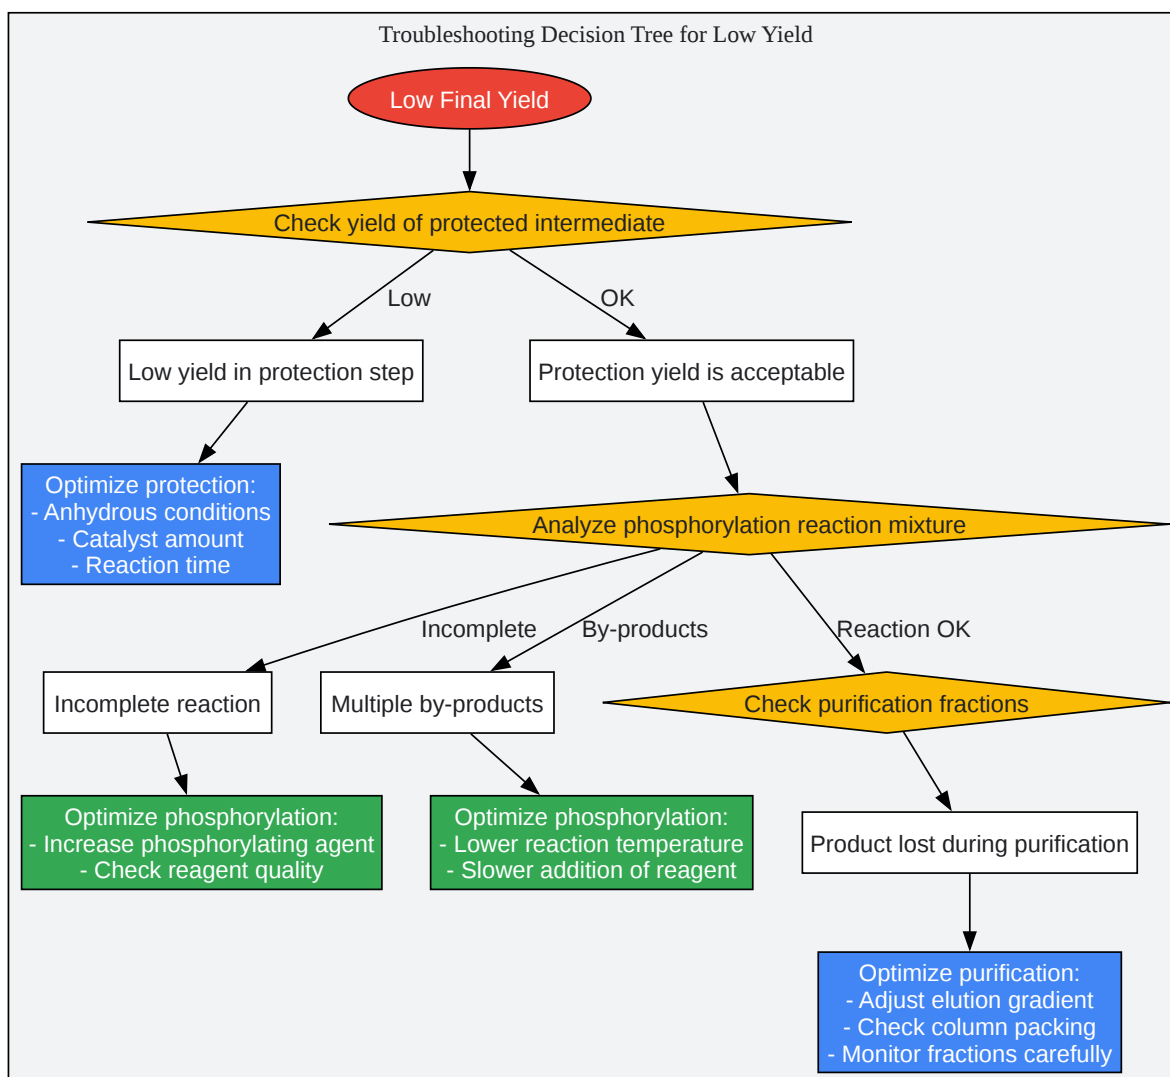 Troubleshooting Decision Tree for Low Yield
Low Final Yield
Check yield of protected intermediate
Low
OK
Low yield in protection step
Protection yield is acceptable
Optimize protection:
- Anhydrous conditions
- Catalyst amount
- Reaction time
Analyze phosphorylation reaction mixture
Incomplete
By-products
Reaction OK
Incomplete reaction
Multiple by-products
Check purification fractions
Optimize phosphorylation:
- Increase phosphorylating agent
- Check reagent quality
Optimize phosphorylation:
- Lower reaction temperature
- Slower addition of reagent
Product lost during purification
Optimize purification:
- Adjust elution gradient
- Check column packing
- Monitor fractions carefully